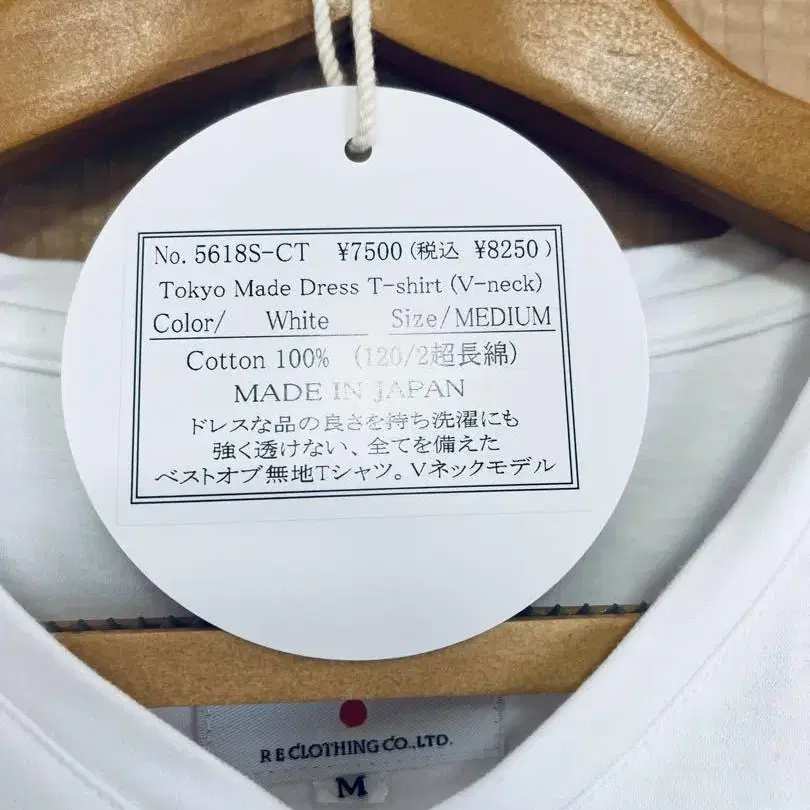 No. 5618S-CT ¥7500(税込 ¥8250)
Tokyo Made Dress T-shirt (V-neck)
Color/ White Size/MEDIUM
Cotton 100% (120/2超長綿)
MADE IN JAPAN
ドレスな品の良さを持ち洗濯にも
強く透けない、全てを備えた
ベストオブ無地Tシャツ。Vネックモデル
R E CLOTHING CO.,LTD.
M